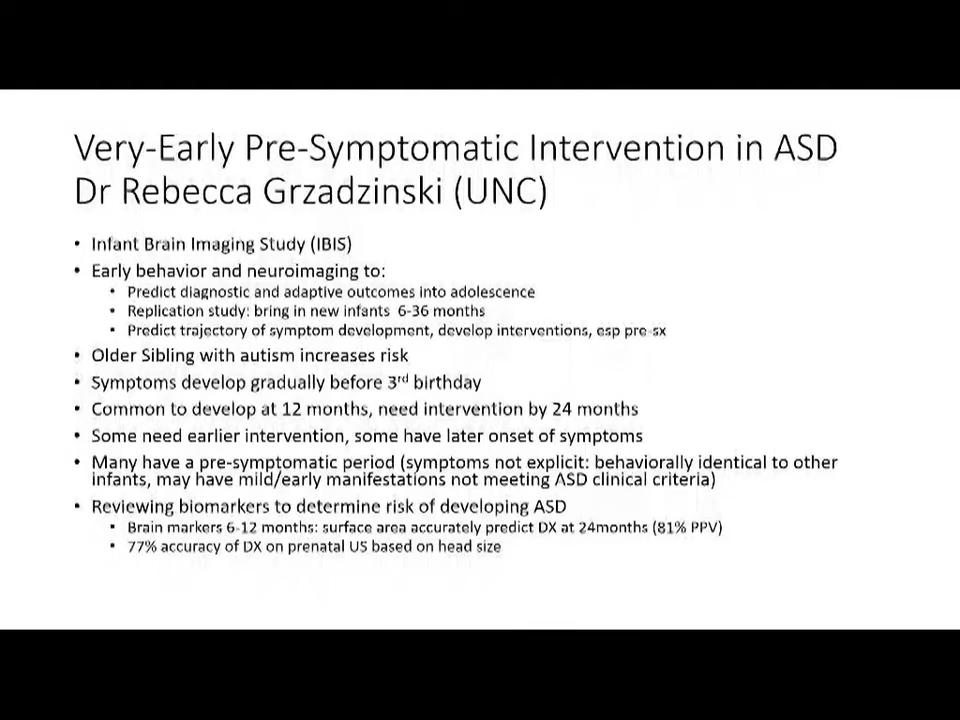 Very-Early Pre-Symptomatic Intervention in ASD
Dr Rebecca Grzadzinski (UNC)
• Infant Brain Imaging Study (IBIS)
• Early behavior and neuroimaging to:
• Predict diagnostic and adaptive outcomes into adolescence
• Replication study: bring in new infants 6-36 months
• Predict trajectory of symptom development, develop interventions, esp pre-sx
• Older Sibling with autism increases risk
• Symptoms develop gradually before 3rd birthday
• Common to develop at 12 months, need intervention by 24 months
• Some need earlier intervention, some have later onset of symptoms
• Many have a pre-symptomatic period (symptoms not explicit: behaviorally identical to other
infants, may have mild/early manifestations not meeting ASD clinical criteria)
• Reviewing biomarkers to determine risk of developing ASD
• Brain markers 6-12 months: surface area accurately predict DX at 24months (81% PPV)
• 77% accuracy of DX on prenatal US based on head size